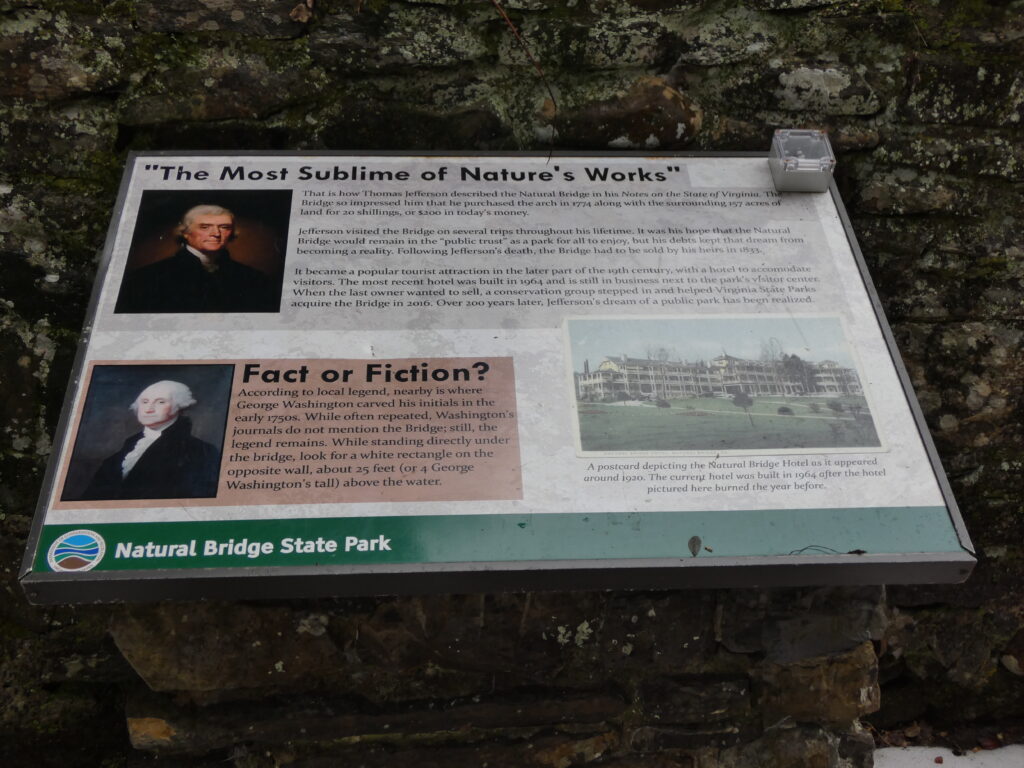 "The Most Sublime of Nature's Works"
That is how Thomas Jefferson described the Natural Bridge in his Notes on the State of Virginia. The
Bridge so impressed him that he purchased the arch in 1774 along with the surrounding 157 acres of
land for 20 shillings, or $200 in today's money.
Jefferson visited the Bridge on several trips throughout his lifetime. It was his hope that the Natural
Bridge would remain in the "public trust" as a park for all to enjoy, but his debts kept that dream from
becoming a reality. Following Jefferson's death, the Bridge had to be sold by his heirs in 1833.
It became a popular tourist attraction in the later part of the 19th century, with a hotel to accomodate
visitors. The most recent hotel was built in 1964 and is still in business next to the park's visitor center.
When the last owner wanted to sell, a conservation group stepped in and helped Virginia State Parks
acquire the Bridge in 2016. Over 200 years later, Jefferson's dream of a public park has been realized.
Fact or Fiction?
According to local legend, nearby is where
George Washington carved his initials in the
early 1750s. While often repeated, Washington's
journals do not mention the Bridge; still, the
legend remains. While standing directly under
the bridge, look for a white rectangle on the
opposite wall, about 25 feet (or 4 George
Washington's tall) above the water.
A postcard depicting the Natural Bridge Hotel as it appeared
around 1920. The current hotel was built in 1964 after the hotel
pictured here burned the year before.
Natural Bridge State Park